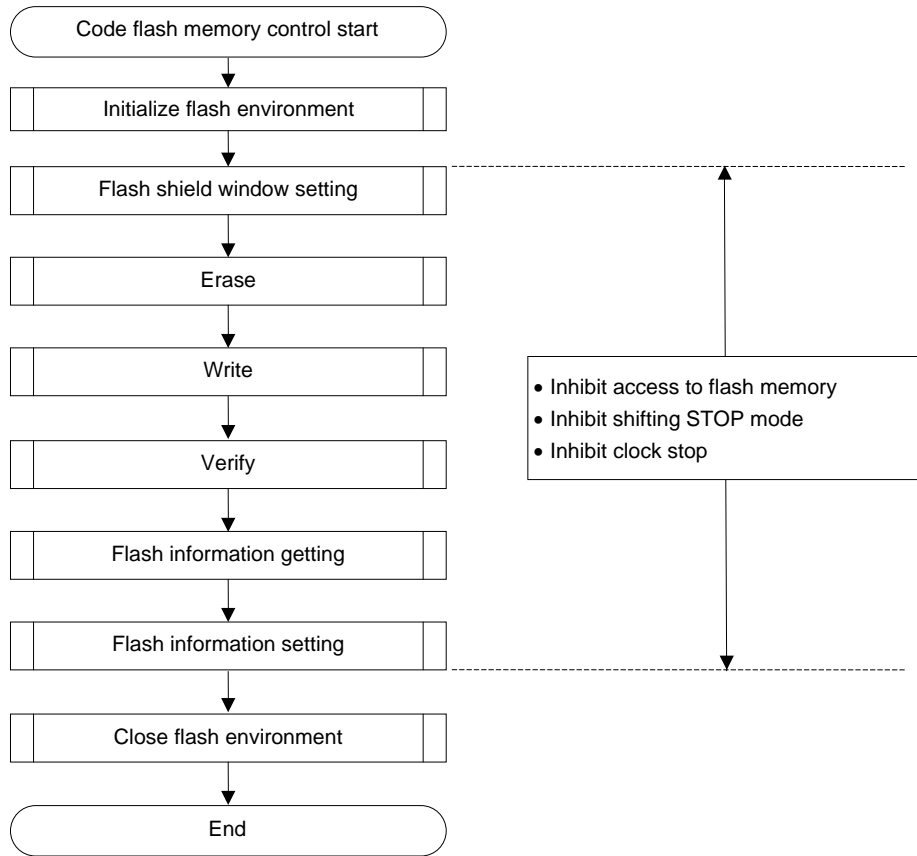 Code flash memory control start
Initialize flash environment
Flash shield window setting
Erase
Write
Verify
Flash information getting
Flash information setting
Close flash environment
End
• Inhibit access to flash memory
• Inhibit shifting STOP mode
• Inhibit clock stop